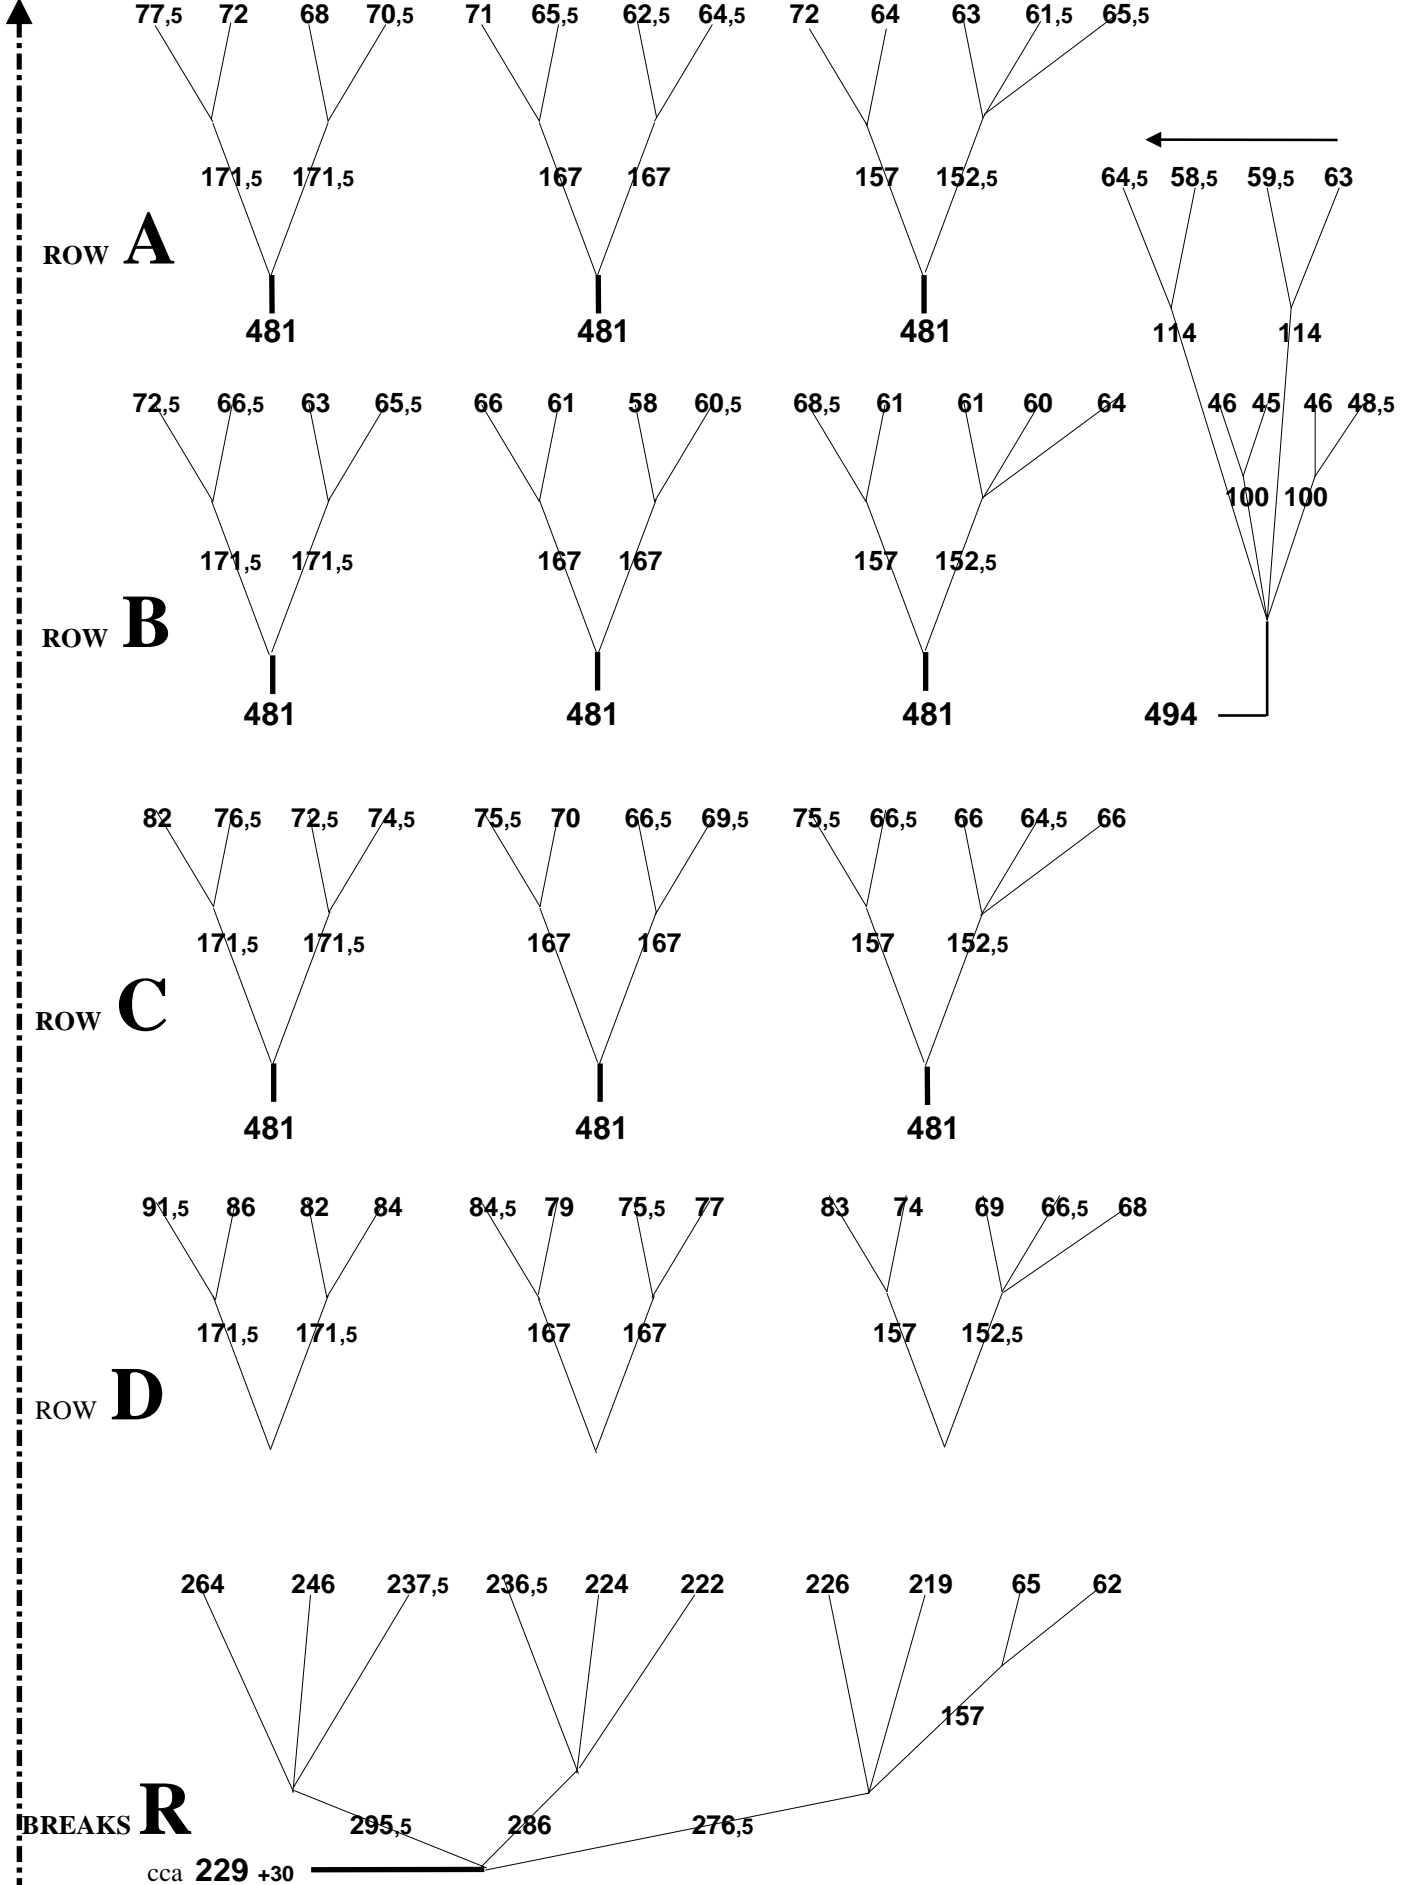 77,5 72 68 70,5 71 65,5 62,5 64,5 72 64 63 61,5 65,5
171,5 171,5 167 167 157 152,5 64,5 58,5 59,5 63
ROW A
481 481 481 114 114
72,5 66,5 63 65,5 66 61 58 60,5 68,5 61 61 60 64 46 45 46 48,5
100 100
171,5 171,5 167 167 157 152,5
ROW B
481 481 481 494
82 76,5 72,5 74,5 75,5 70 66,5 69,5 75,5 66,5 66 64,5 66
171,5 171,5 167 167 157 152,5
ROW C
481 481 481
91,5 86 82 84 84,5 79 75,5 77 83 74 69 66,5 68
171,5 171,5 167 167 157 152,5
ROW D
264 246 237,5 236,5 224 222 226 219 65 62
157
BREAKS R 295,5 286 276,5
cca 229 +30